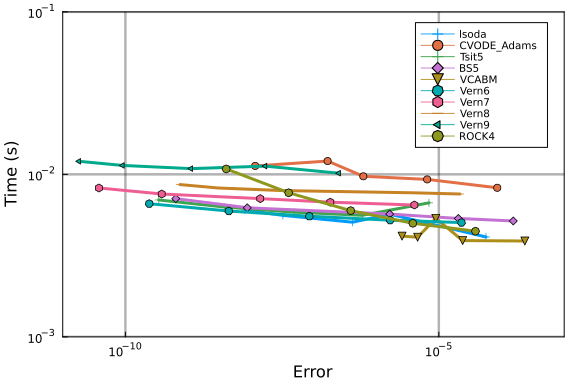 10⁻¹
lsoda
CVODE_Adams
Tsit5
BS5
VCABM
Vern6
Vern7
Vern8
Vern9
ROCK4
10⁻²
Time (s)
10⁻³
10⁻¹⁰
10⁻⁵
Error